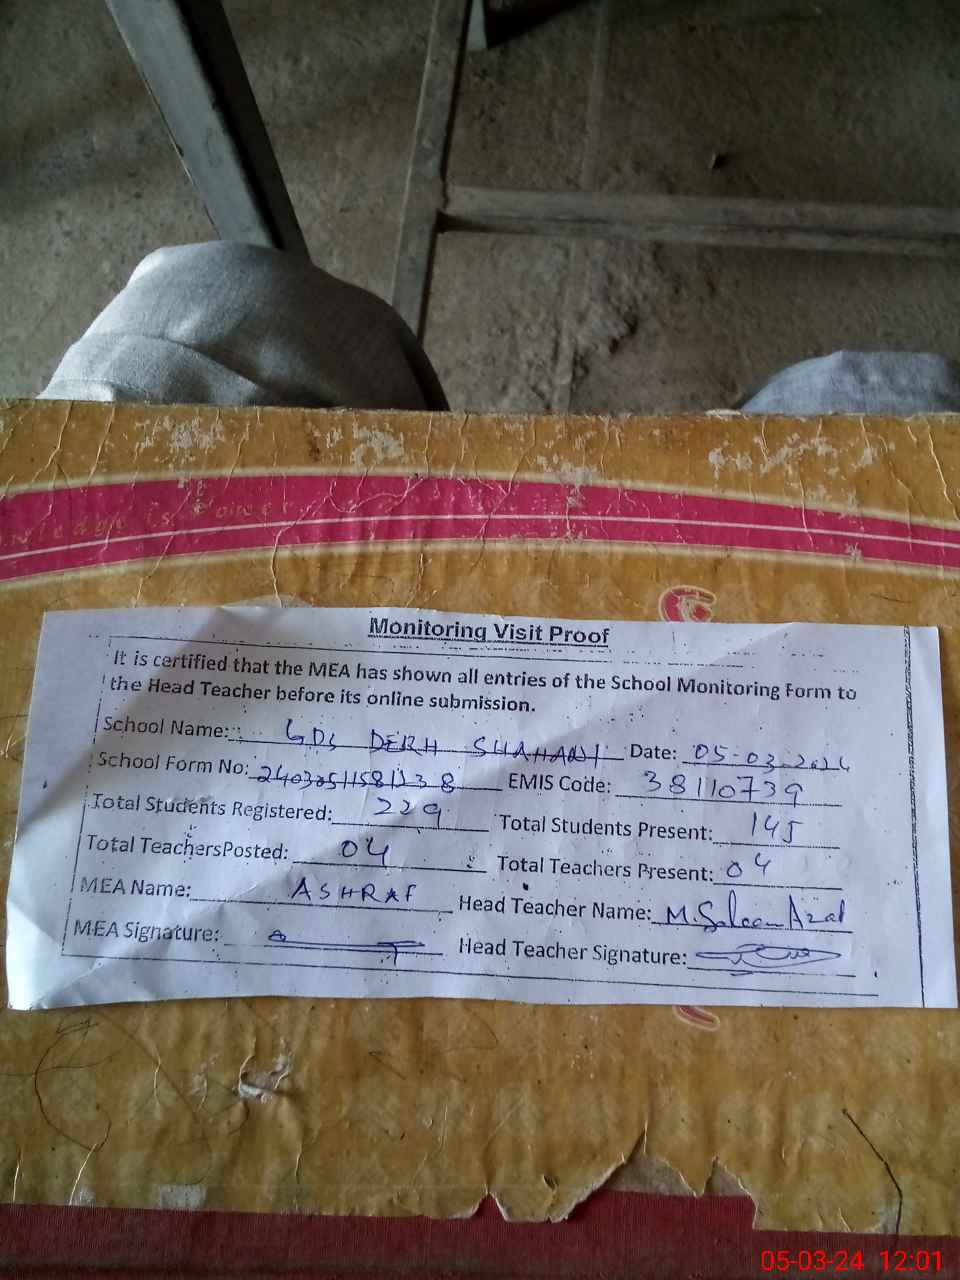 Knowledge is Power
Monitoring Visit Proof
It is certified that the MEA has shown all entries of the School Monitoring Form to
the Head Teacher before its online submission.
School Name: DERH SHAHANI Date: 05-03-2024
School Form No: EMIS Code: 38110739
Total Students Registered: 229 Total Students Present: 145
Total TeachersPosted: 04 Total Teachers Present: 04
MEA Name: ASHRAF Head Teacher Name: M. Saleem Azad
MEA Signature: Head Teacher Signature:
05-03-24 12:01